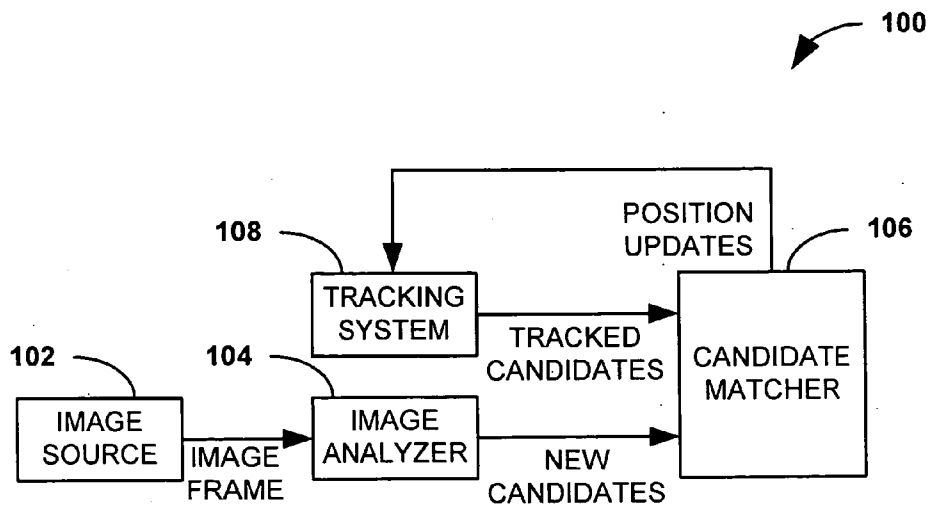 100
POSITION
UPDATES
106
108
TRACKING
SYSTEM
TRACKED
CANDIDATES
CANDIDATE
MATCHER
102
104
IMAGE
SOURCE
IMAGE
FRAME
IMAGE
ANALYZER
NEW
CANDIDATES